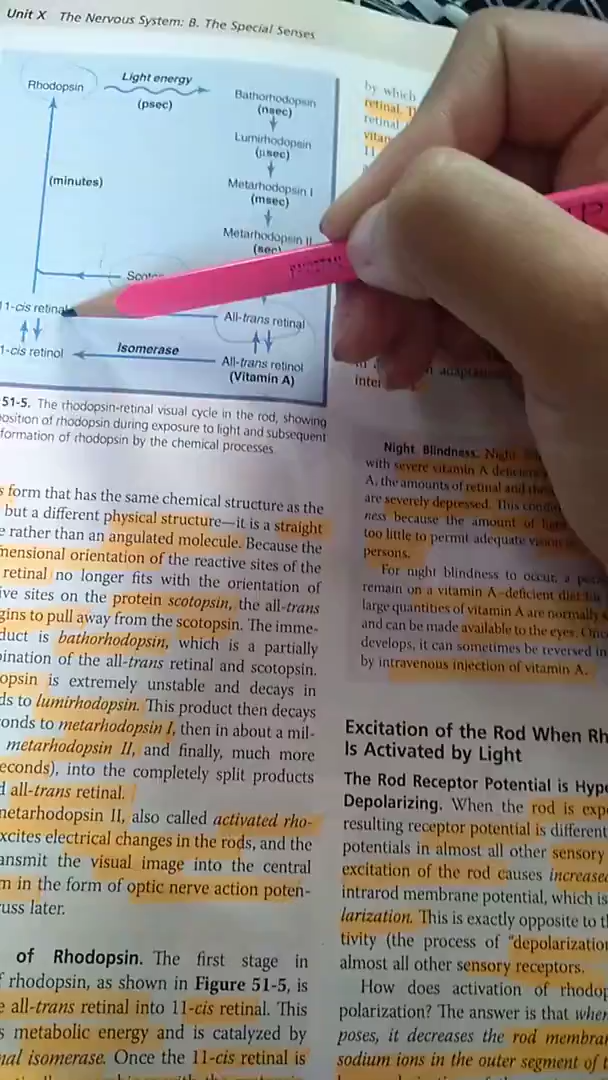 Unit X The Nervous System: B. The Special Senses
Rhodopsin
Light energy
(psec)
Bathorhodopsin
(nsec)
Lumirhodopsin
(μsec)
Metarhodopsin I
(msec)
Metarhodopsin II
(sec)
(minutes)
11-cis retinal
All-trans retinal
1-cis retinol
Isomerase
All-trans retinol
(Vitamin A)
51-5. The rhodopsin-retinal visual cycle in the rod, showing
position of rhodopsin during exposure to light and subsequent
formation of rhodopsin by the chemical processes.
s form that has the same chemical structure as the
but a different physical structure—it is a straight
e rather than an angulated molecule. Because the
mensional orientation of the reactive sites of the
retinal no longer fits with the orientation of
ive sites on the protein scotopsin, the all-trans
gins to pull away from the scotopsin. The imme-
duct is bathorhodopsin, which is a partially
bination of the all-trans retinal and scotopsin.
opsin is extremely unstable and decays in
ds to lumirhodopsin. This product then decays
conds to metarhodopsin I, then in about a mil-
metarhodopsin II, and finally, much more
econds), into the completely split products
d all-trans retinal.
metarhodopsin II, also called activated rho-
xcites electrical changes in the rods, and the
ansmit the visual image into the central
m in the form of optic nerve action poten-
uss later.
of Rhodopsin. The first stage in
f rhodopsin, as shown in Figure 51-5, is
e all-trans retinal into 11-cis retinal. This
s metabolic energy and is catalyzed by
nal isomerase. Once the 11-cis retinal is
by which
retinal. T
retinal
vitam
11
inter
Night Blindness. Night
with severe vitamin A deficien
A, the amounts of retinal and
are severely depressed. This condi
ness because the amount of light
too little to permit adequate vision
persons.
For night blindness to occur, a
remain on a vitamin A–deficient diet for
large quantities of vitamin A are normally
and can be made available to the eyes. Once
develops, it can sometimes be reversed in
by intravenous injection of vitamin A.
Excitation of the Rod When Rh
Is Activated by Light
The Rod Receptor Potential is Hype
Depolarizing. When the rod is exp
resulting receptor potential is different
potentials in almost all other sensory
excitation of the rod causes increased
intrarod membrane potential, which is
larization. This is exactly opposite to th
tivity (the process of "depolarization
almost all other sensory receptors.
How does activation of rhodop
polarization? The answer is that when
poses, it decreases the rod membran
sodium ions in the outer segment of t